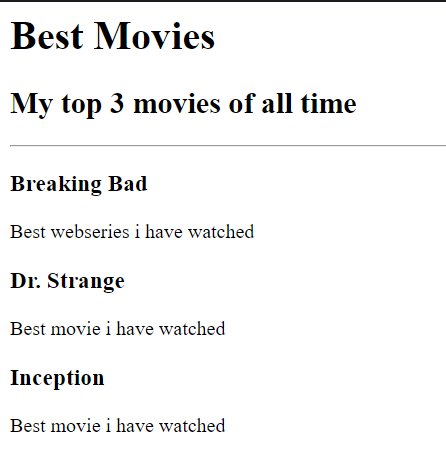 Best Movies
My top 3 movies of all time
Breaking Bad
Best webseries i have watched
Dr. Strange
Best movie i have watched
Inception
Best movie i have watched